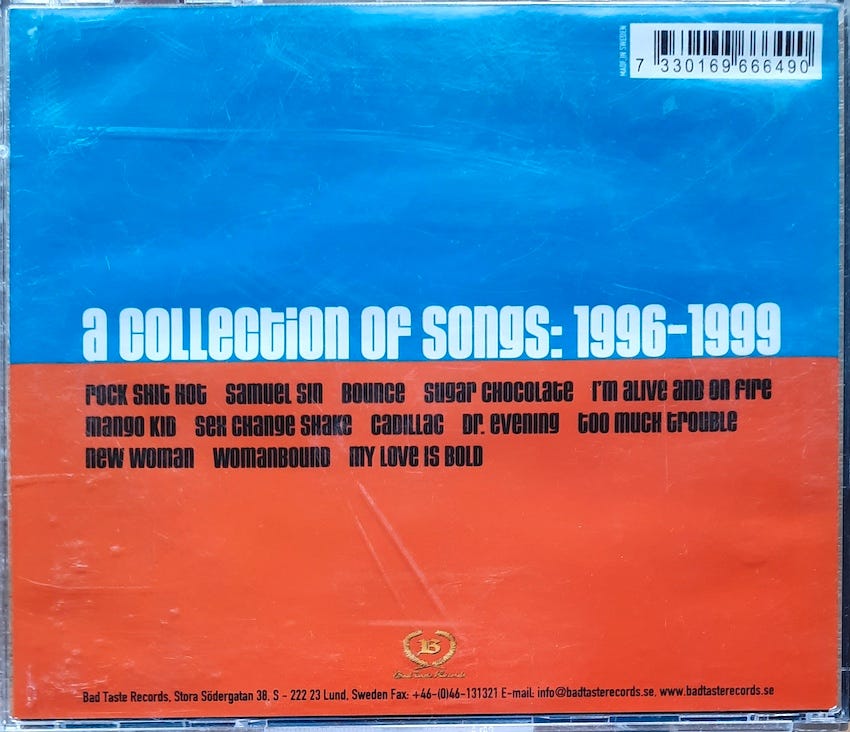 MADE IN SWEDEN
7 330169 666490
a collection of songs: 1996-1999
rock shit hot samuel sin bounce sugar chocolate i'm alive and on fire
mango kid sex change shake cadillac dr. evening too much trouble
new woman womanbound my love is bold
B
Bad Taste Records
Bad Taste Records, Stora Södergatan 38, S - 222 23 Lund, Sweden Fax: +46-(0)46-131321 E-mail: info@badtasterecords.se, www.badtasterecords.se